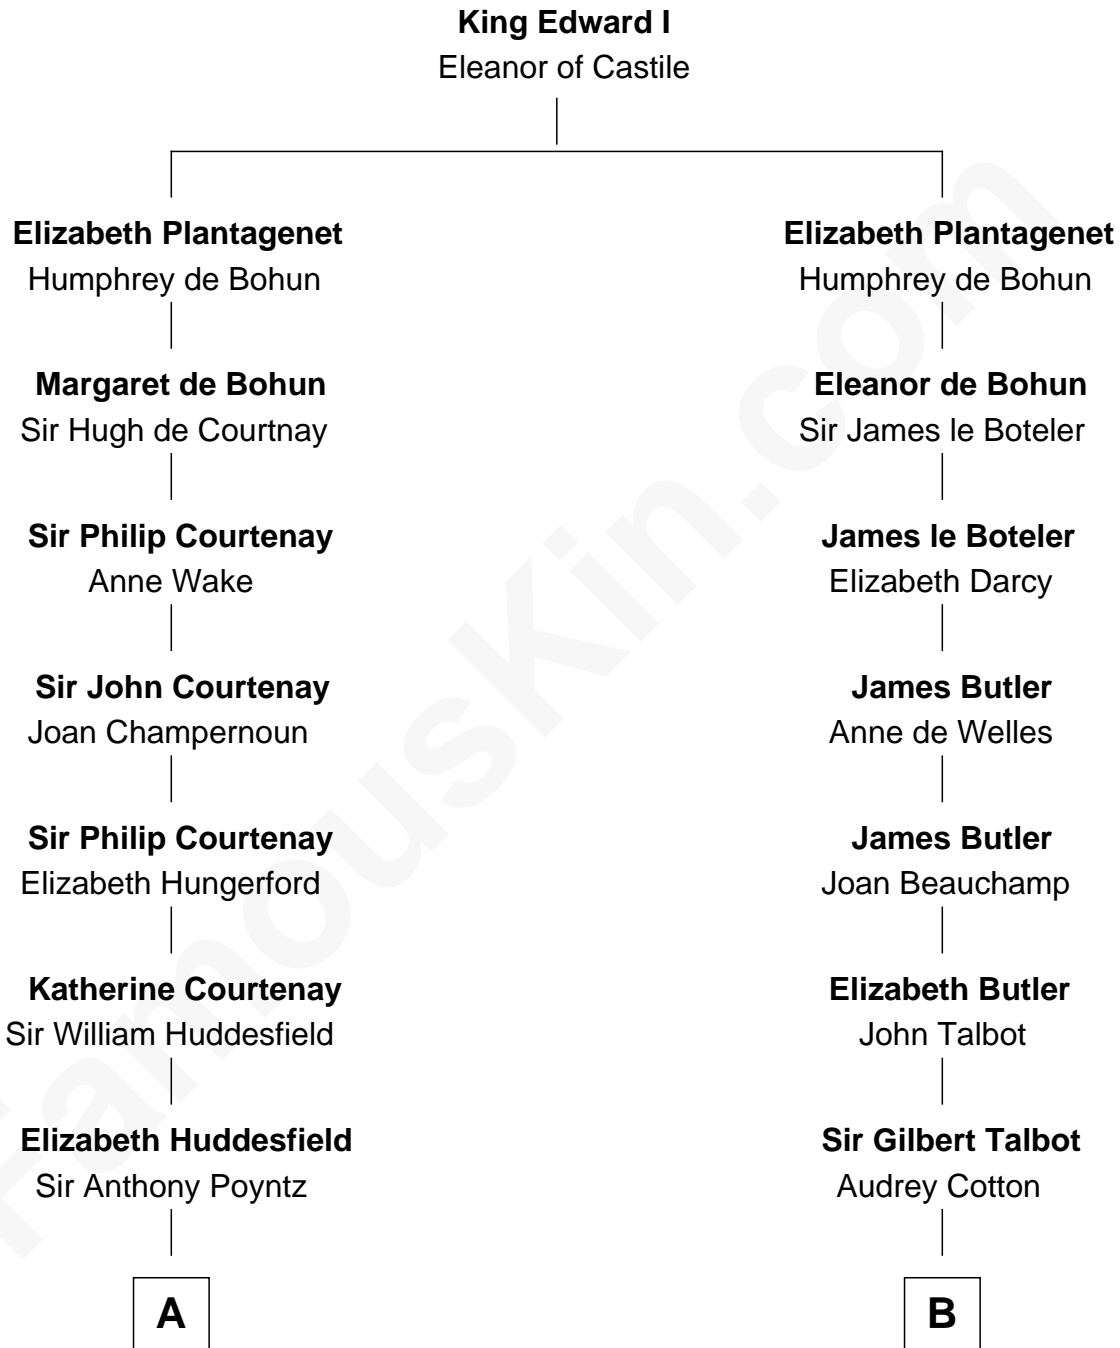 King Edward I
Eleanor of Castile
Elizabeth Plantagenet
Humphrey de Bohun
Margaret de Bohun
Sir Hugh de Courtnay
Sir Philip Courtenay
Anne Wake
Sir John Courtenay
Joan Champernoun
Sir Philip Courtenay
Elizabeth Hungerford
Katherine Courtenay
Sir William Huddesfield
Elizabeth Huddesfield
Sir Anthony Poyntz
A
Elizabeth Plantagenet
Humphrey de Bohun
Eleanor de Bohun
Sir James le Boteler
James le Boteler
Elizabeth Darcy
James Butler
Anne de Welles
James Butler
Joan Beauchamp
Elizabeth Butler
John Talbot
Sir Gilbert Talbot
Audrey Cotton
B
FamousKin.com